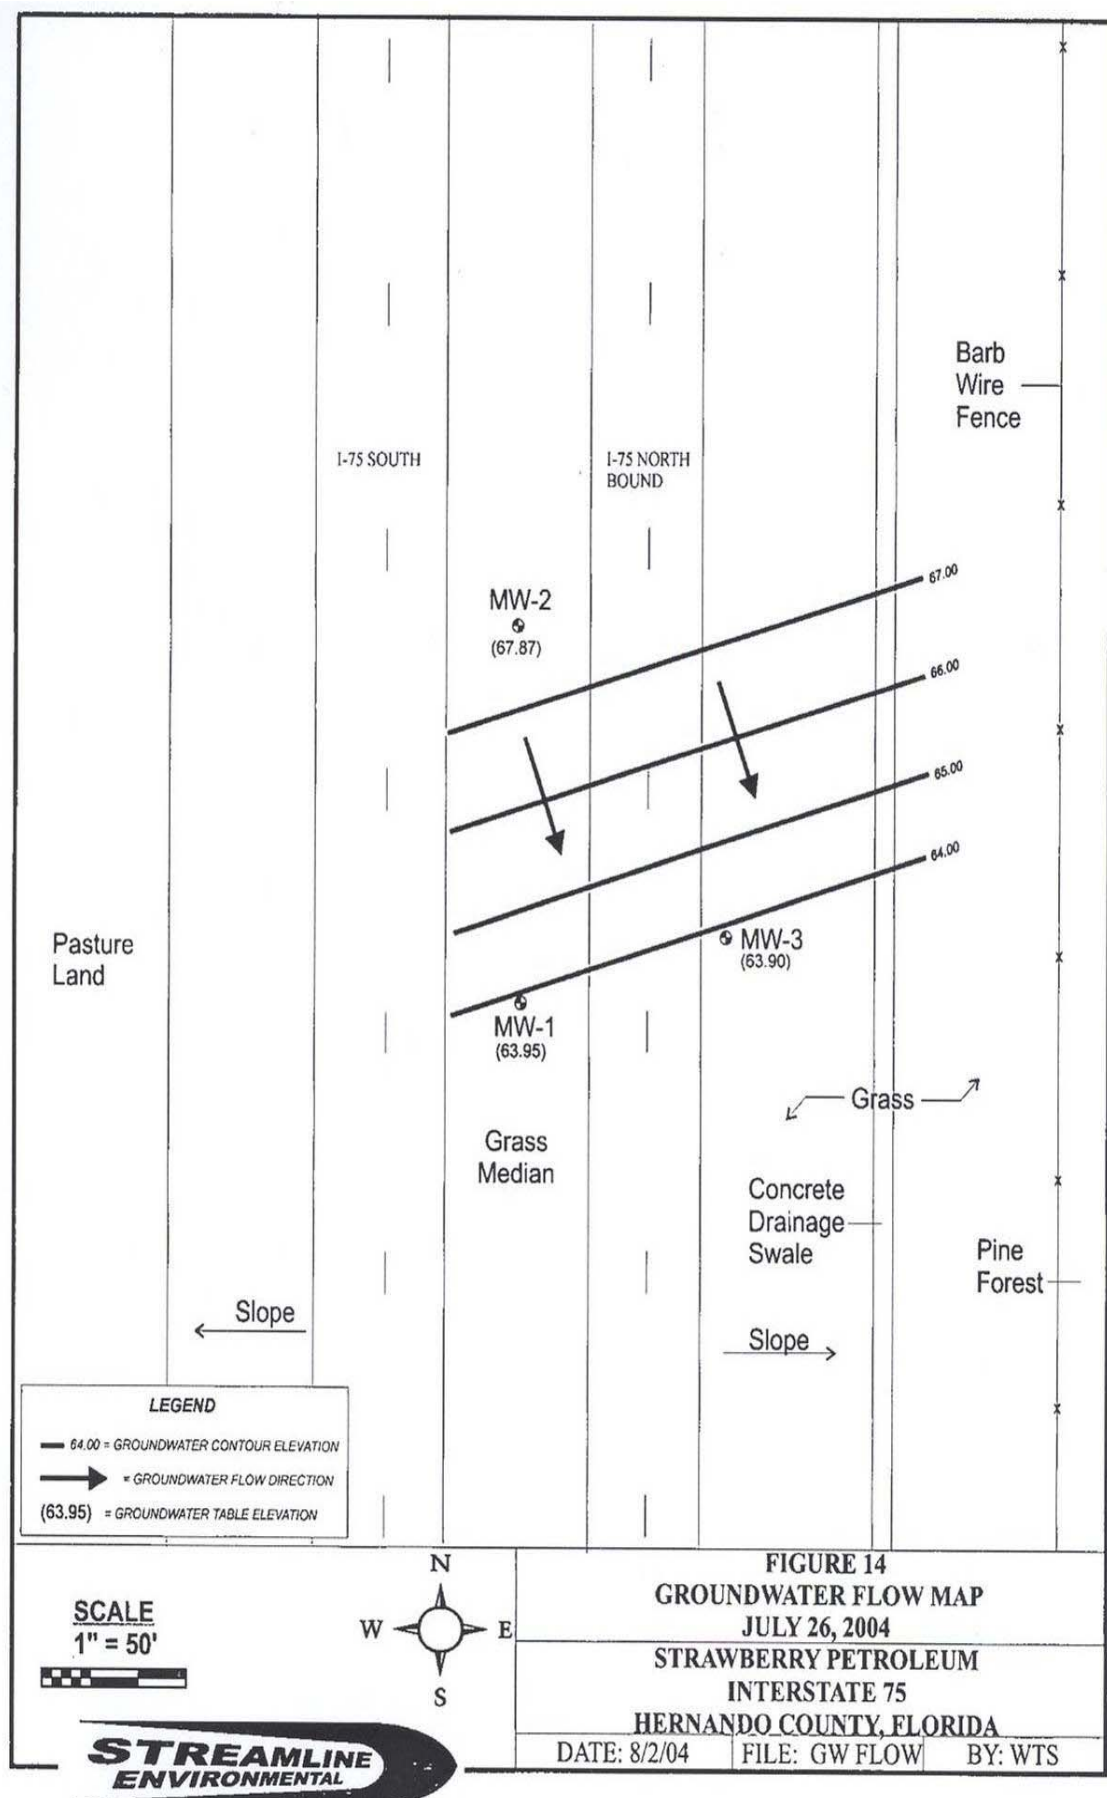 Barb
Wire
Fence
I-75 SOUTH
I-75 NORTH
BOUND
67.00
MW-2
(67.87)
66.00
65.00
64.00
Pasture
Land
MW-3
(63.90)
MW-1
(63.95)
Grass
Grass
Median
Concrete
Drainage
Swale
Pine
Forest
Slope
Slope
LEGEND
64.00 = GROUNDWATER CONTOUR ELEVATION
= GROUNDWATER FLOW DIRECTION
(63.95) = GROUNDWATER TABLE ELEVATION
SCALE
1" = 50'
N
W E
S
FIGURE 14
GROUNDWATER FLOW MAP
JULY 26, 2004
STRAWBERRY PETROLEUM
INTERSTATE 75
HERNANDO COUNTY, FLORIDA
DATE: 8/2/04 FILE: GW FLOW BY: WTS
STREAMLINE
ENVIRONMENTAL